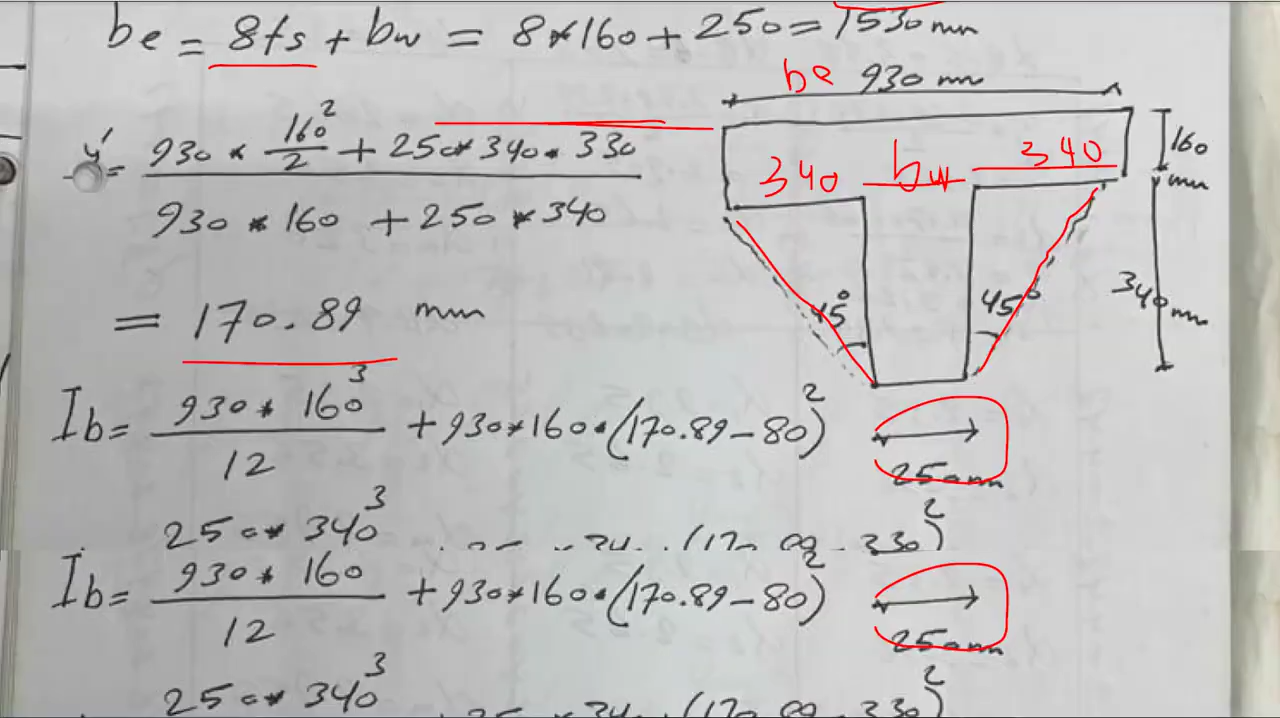 be = 8ts + bw = 8*160 + 250 = 1530 mm
be 930 mm
y' = 930 * 160²/2 + 250*340*330
930 * 160 + 250 * 340
160 mm
340 bw 340
= 170.89 mm
45° 45°
340 mm
Ib = 930 * 160³/12 + 930*160*(170.89-80)²
250 mm
250 * 340³
Ib = 930 * 160/12 + 930*160*(170.89-80)²
250 mm
250 * 340³